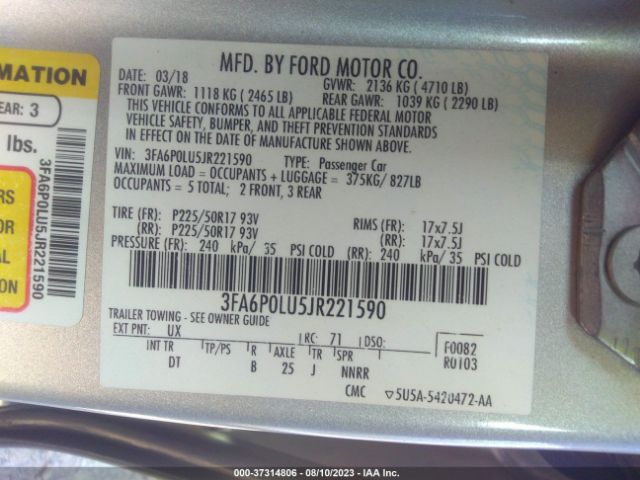 MFD. BY FORD MOTOR CO.
DATE: 03/18
GVWR: 2136 KG ( 4710 LB)
FRONT GAWR: 1118 KG ( 2465 LB)
REAR GAWR: 1039 KG ( 2290 LB)
THIS VEHICLE CONFORMS TO ALL APPLICABLE FEDERAL MOTOR
VEHICLE SAFETY, BUMPER, AND THEFT PREVENTION STANDARDS
IN EFFECT ON THE DATE OF MANUFACTURE SHOWN ABOVE.
VIN: 3FA6P0LU5JR221590
TYPE: Passenger Car
MAXIMUM LOAD = OCCUPANTS + LUGGAGE = 375KG/ 827LB
OCCUPANTS = 5 TOTAL; 2 FRONT, 3 REAR
TIRE (FR): P225/50R17 93V
RIMS (FR): 17x7.5J
(RR): P225/50R17 93V
(RR): 17x7.5J
PRESSURE (FR): 240 kPa/ 35 PSI COLD
(RR): 240 kPa/ 35 PSI COLD
3FA6P0LU5JR221590
TRAILER TOWING - SEE OWNER GUIDE
EXT PNT: UX
RC: 71
DSO:
F0082
R0103
INT TR
TP/PS
R
AXLE
TR
SPR
DT
B
25
J
NNRR
CMC
▽5U5A-5420472-AA
RMATION
EAR: 3
lbs.
3FA6P0LU5JR221590
RS
OR
AL
ION
000-37314806 - 08/10/2023 - IAA Inc.